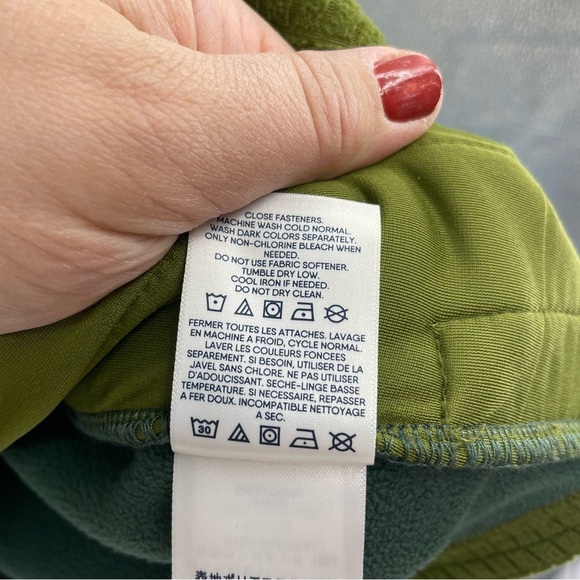 CLOSE FASTENERS.
MACHINE WASH COLD NORMAL.
WASH DARK COLORS SEPARATELY.
ONLY NON-CHLORINE BLEACH WHEN
NEEDED.
DO NOT USE FABRIC SOFTENER.
TUMBLE DRY LOW.
COOL IRON IF NEEDED.
DO NOT DRY CLEAN.
FERMER TOUTES LES ATTACHES. LAVAGE
EN MACHINE A FROID, CYCLE NORMAL.
LAVER LES COULEURS FONCÉES
SÉPARÉMENT. SI BESOIN, UTILISER DE LA
JAVEL SANS CHLORE. NE PAS UTILISER
D'ADOUCISSANT. SECHE-LINGE BASSE
TEMPERATURE. SI NÉCESSAIRE, REPASSER
A FER DOUX. INCOMPATIBLE NETTOYAGE
A SEC.
30